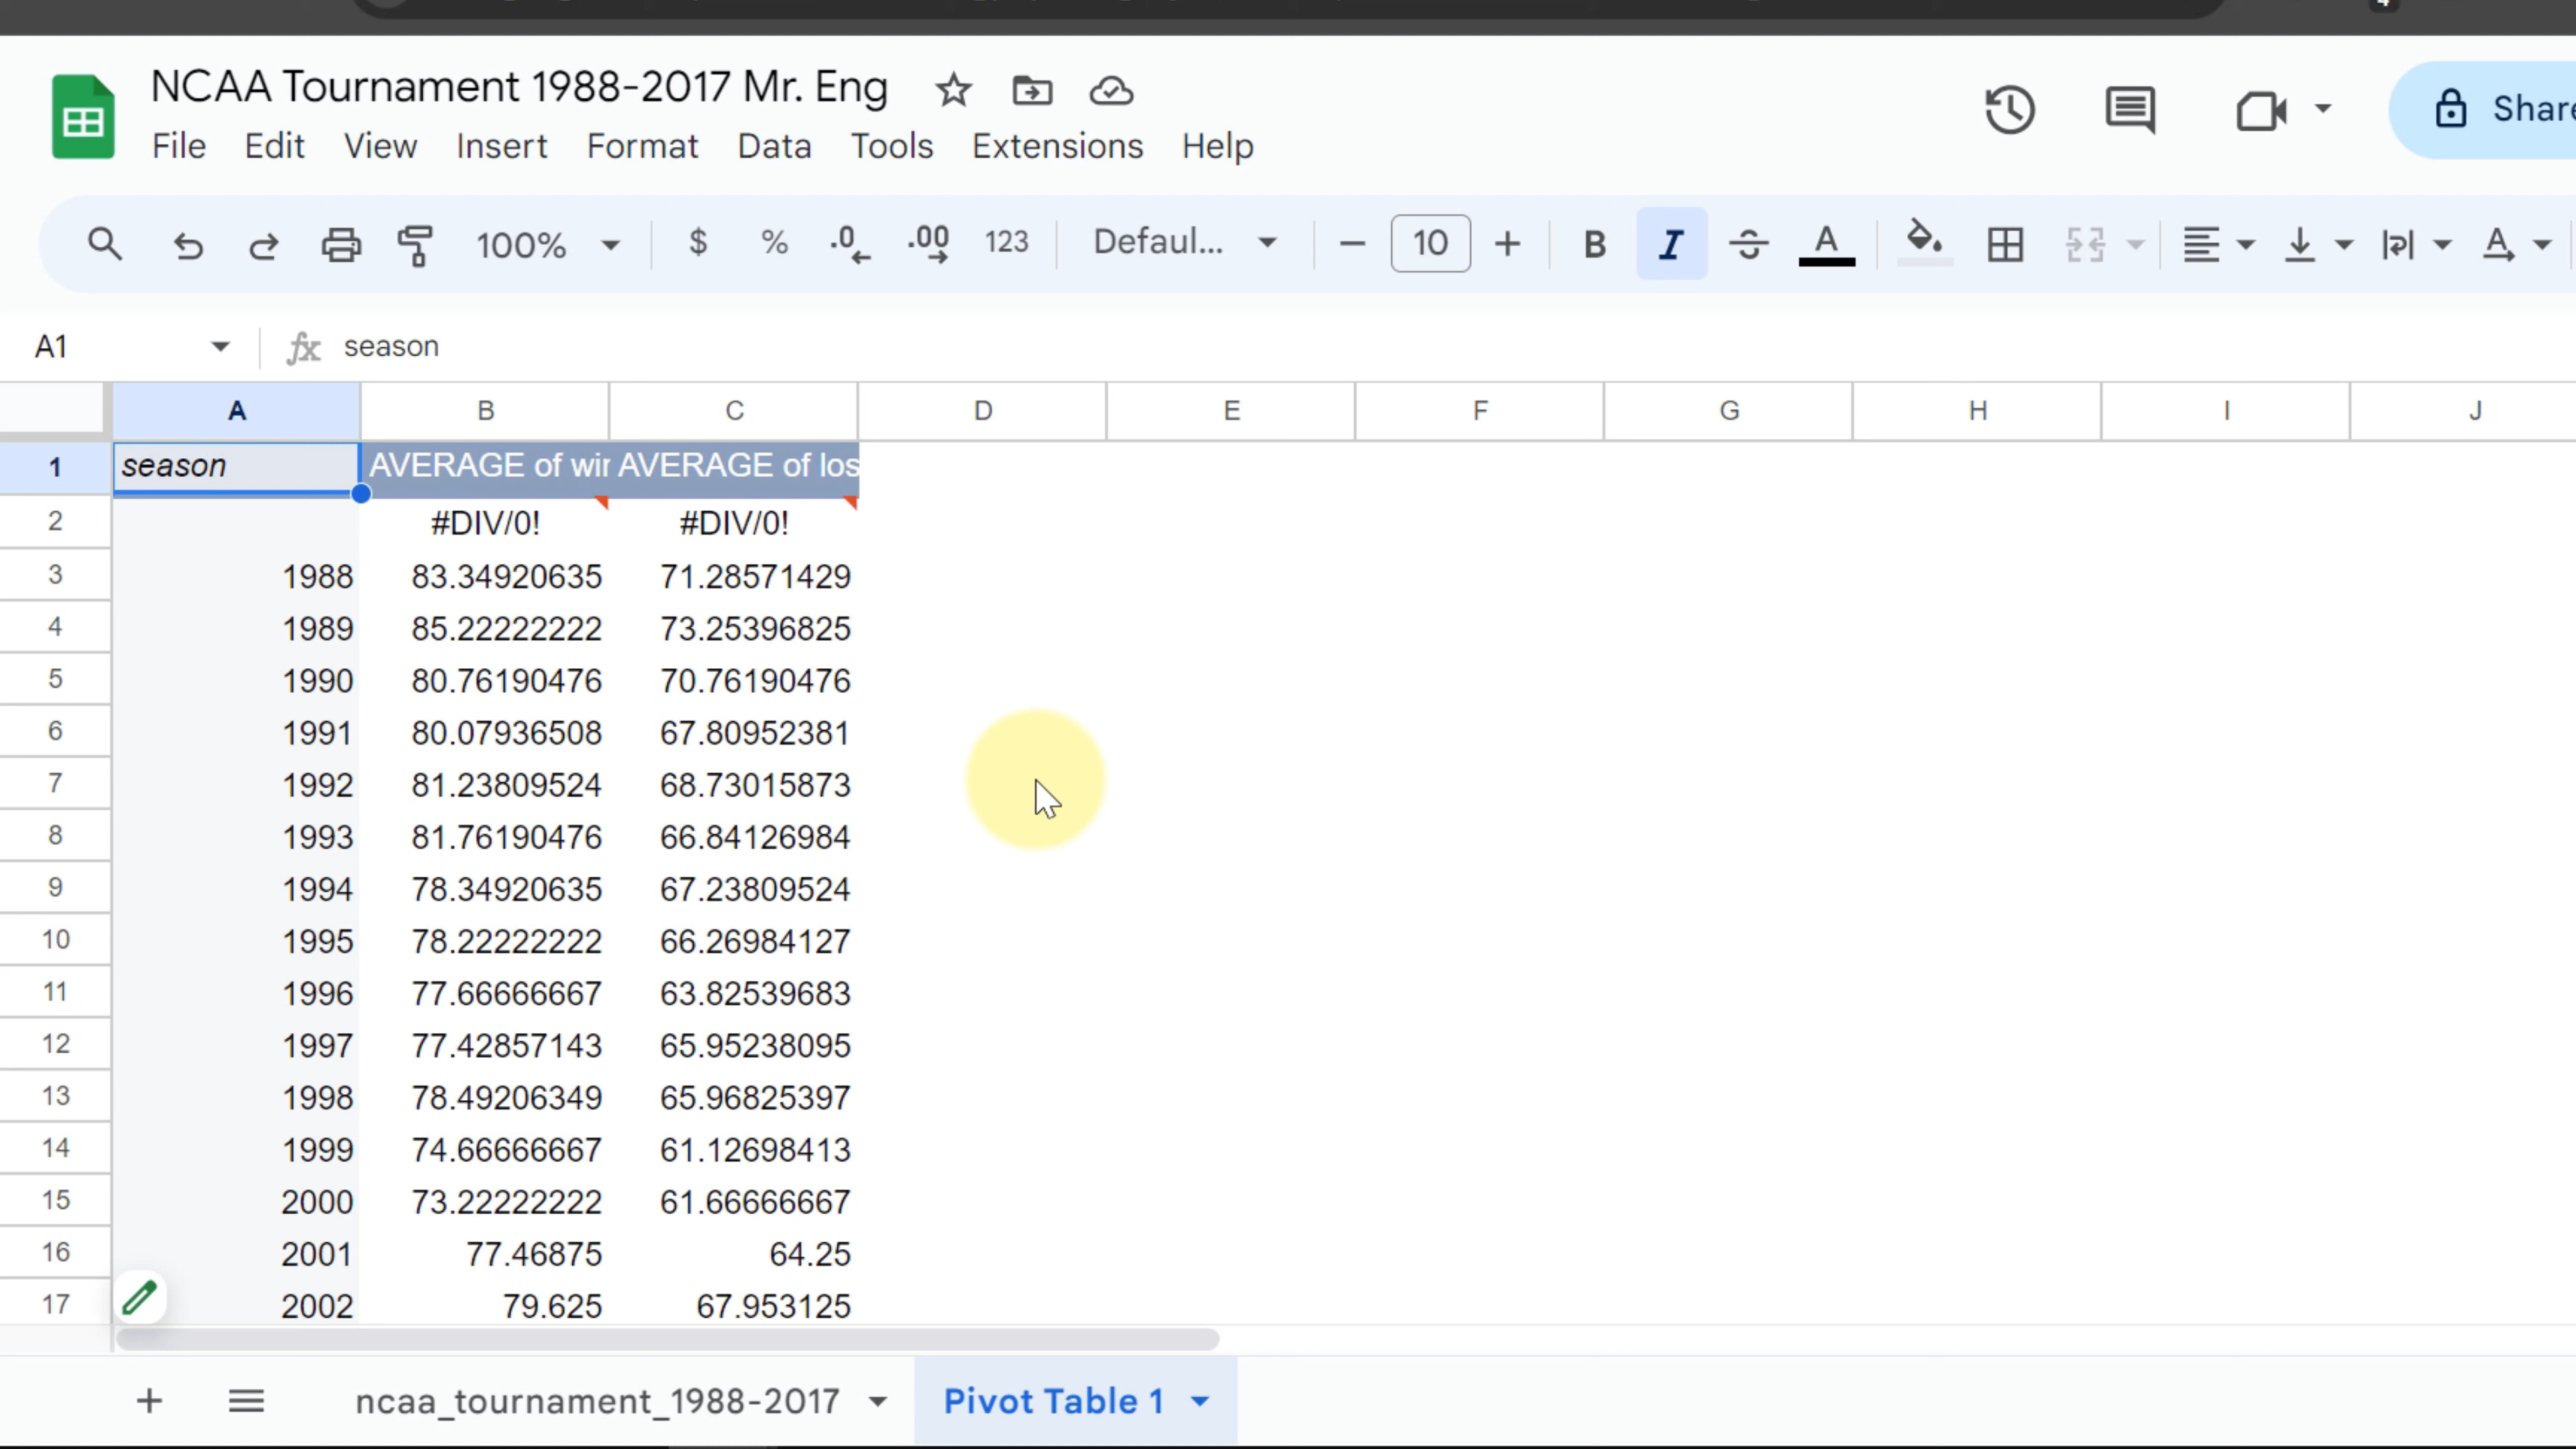 NCAA Tournament 1988-2017 Mr. Eng
File Edit View Insert Format Data Tools Extensions Help
100% $ % .0 .00 123 Defaul... 10 B I A A
A1 fx season
A B C D E F G H I J
1 season AVERAGE of win AVERAGE of los
2 #DIV/0! #DIV/0!
3 1988 83.34920635 71.28571429
4 1989 85.22222222 73.25396825
5 1990 80.76190476 70.76190476
6 1991 80.07936508 67.80952381
7 1992 81.23809524 68.73015873
8 1993 81.76190476 66.84126984
9 1994 78.34920635 67.23809524
10 1995 78.22222222 66.26984127
11 1996 77.66666667 63.82539683
12 1997 77.42857143 65.95238095
13 1998 78.49206349 65.96825397
14 1999 74.66666667 61.12698413
15 2000 73.22222222 61.66666667
16 2001 77.46875 64.25
17 2002 79.625 67.953125
ncaa_tournament_1988-2017 Pivot Table 1